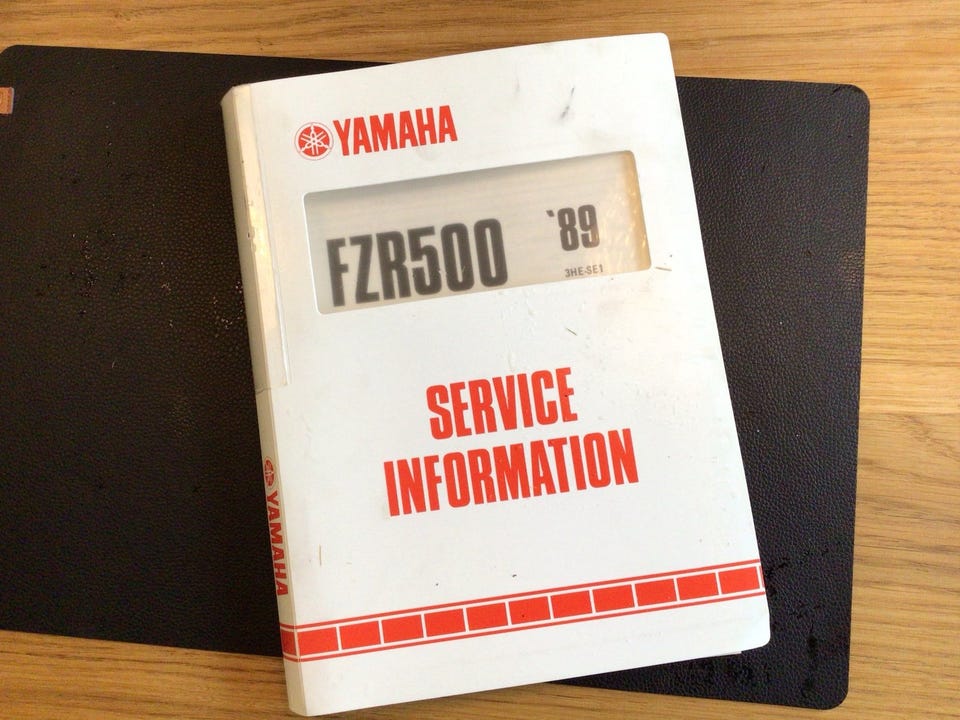 YAMAHA
FZR500 '89
3HE-SE1
SERVICE
INFORMATION
YAMAHA